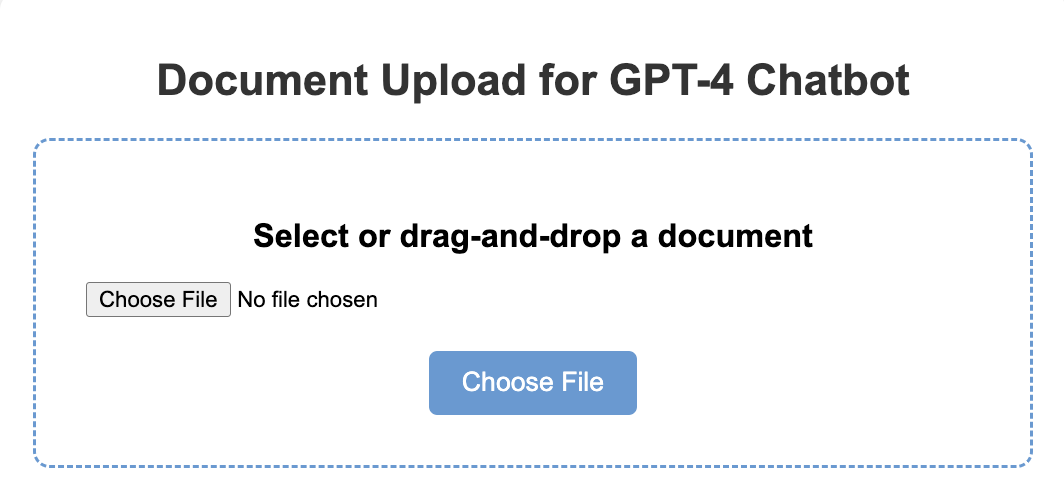 Document Upload for GPT-4 Chatbot
Select or drag-and-drop a document
Choose File No file chosen
Choose File